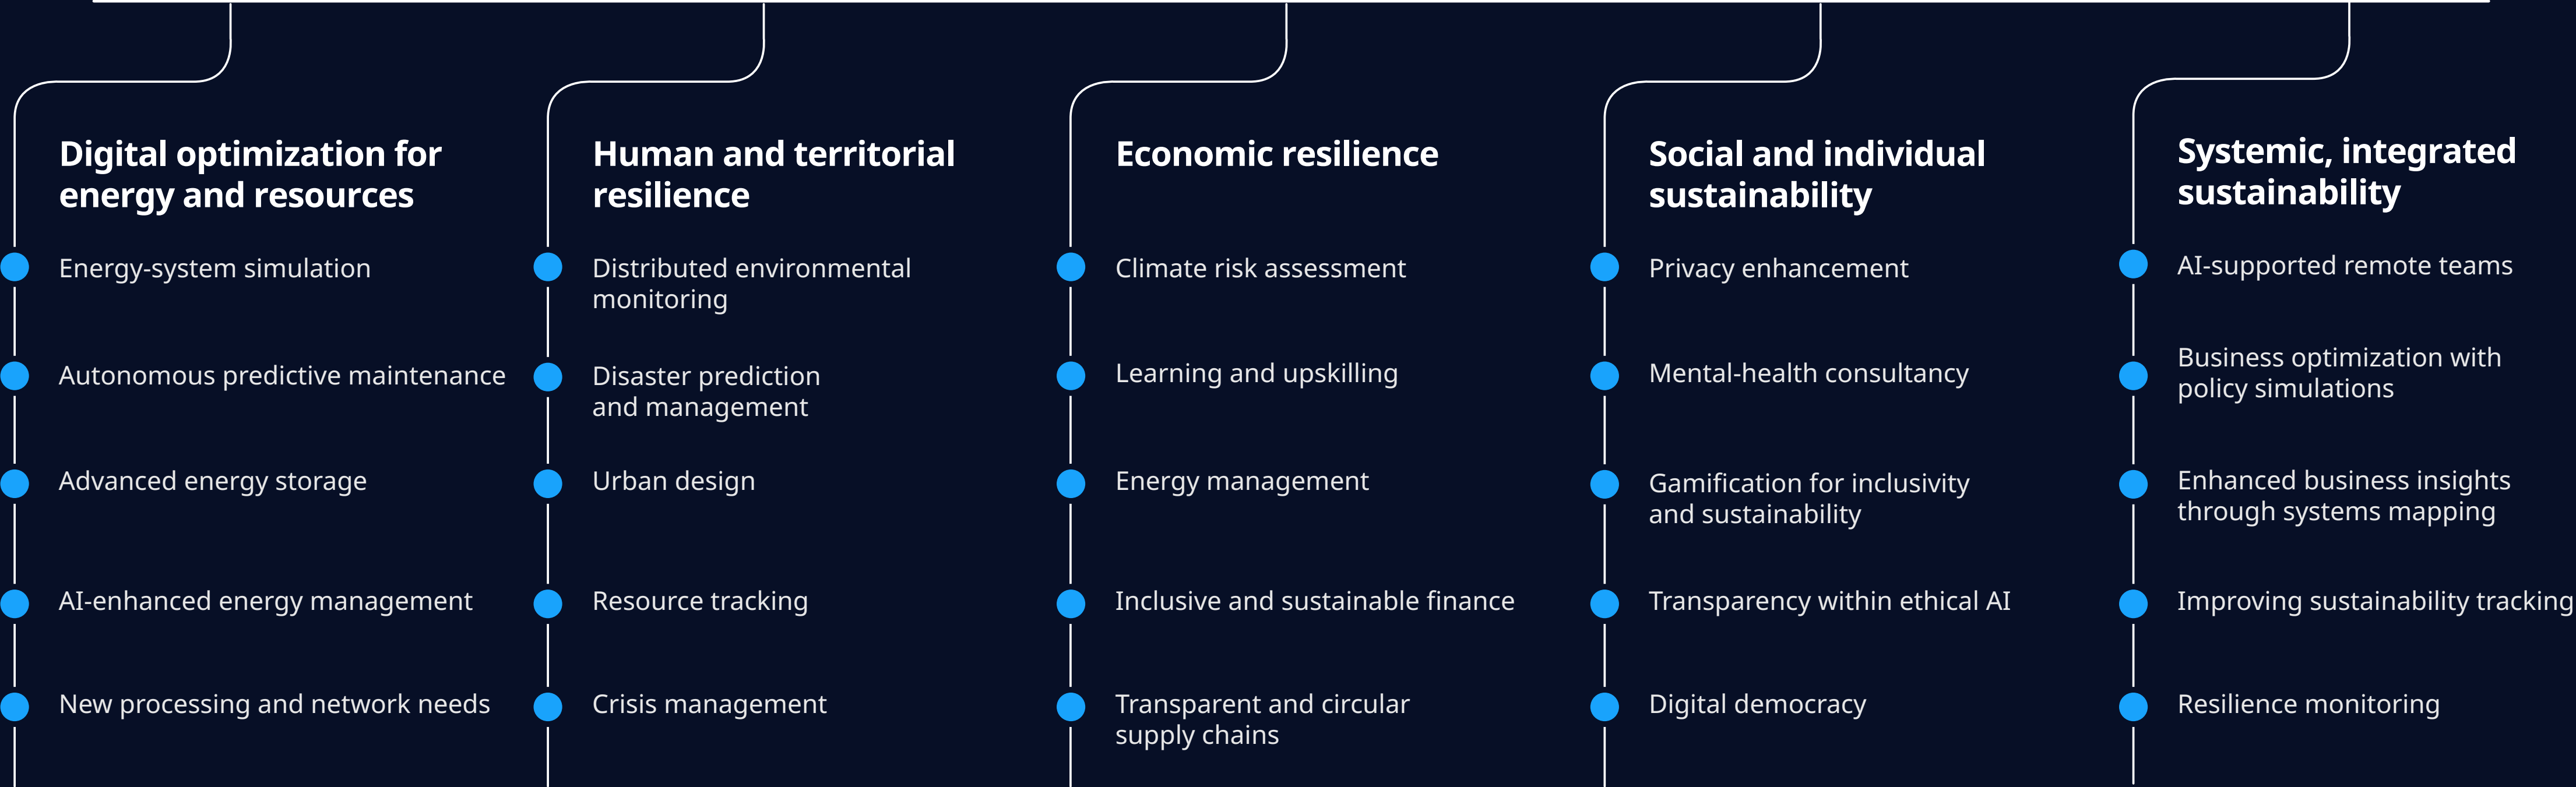 Digital optimization for
energy and resources
Energy-system simulation
Autonomous predictive maintenance
Advanced energy storage
AI-enhanced energy management
New processing and network needs
Human and territorial
resilience
Distributed environmental
monitoring
Disaster prediction
and management
Urban design
Resource tracking
Crisis management
Economic resilience
Climate risk assessment
Learning and upskilling
Energy management
Inclusive and sustainable finance
Transparent and circular
supply chains
Social and individual
sustainability
Privacy enhancement
Mental-health consultancy
Gamification for inclusivity
and sustainability
Transparency within ethical AI
Digital democracy
Systemic, integrated
sustainability
AI-supported remote teams
Business optimization with
policy simulations
Enhanced business insights
through systems mapping
Improving sustainability tracking
Resilience monitoring